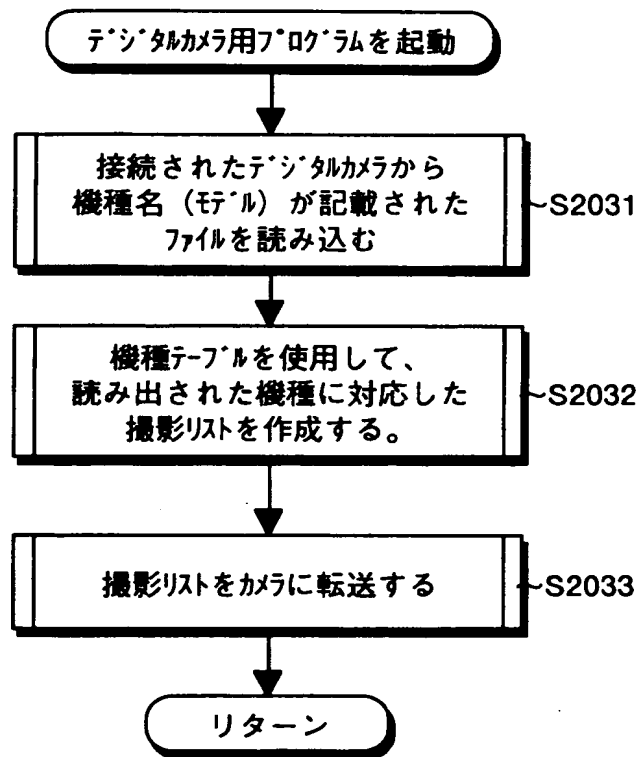 デジタルカメラ用プログラムを起動
接続されたデジタルカメラから
機種名（モデル）が記載された
ファイルを読み込む
~S2031
機種テーブルを使用して、
読み出された機種に対応した
撮影リストを作成する。
~S2032
撮影リストをカメラに転送する
~S2033
リターン